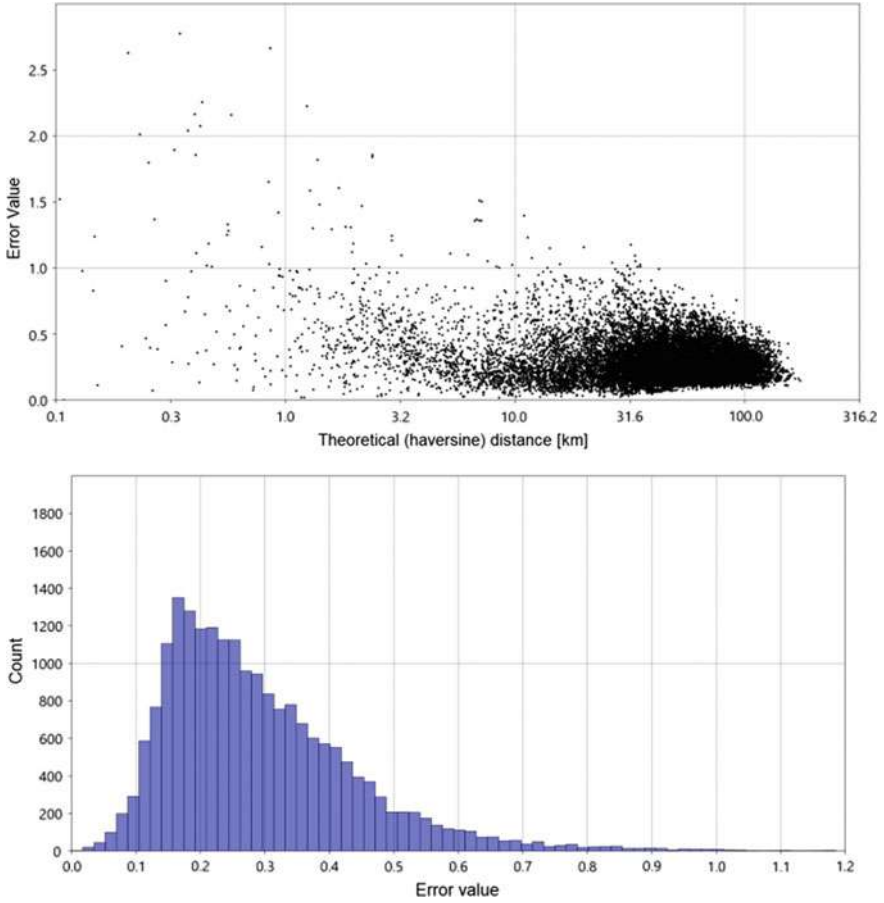 2.5
2.0
1.5
1.0
0.5
0.0
Error Value
0.1 0.3 1.0 3.2 10.0 31.6 100.0 316.2
Theoretical (haversine) distance [km]
1800
1600
1400
1200
1000
800
600
400
200
0
Count
0.0 0.1 0.2 0.3 0.4 0.5 0.6 0.7 0.8 0.9 1.0 1.1 1.2
Error value